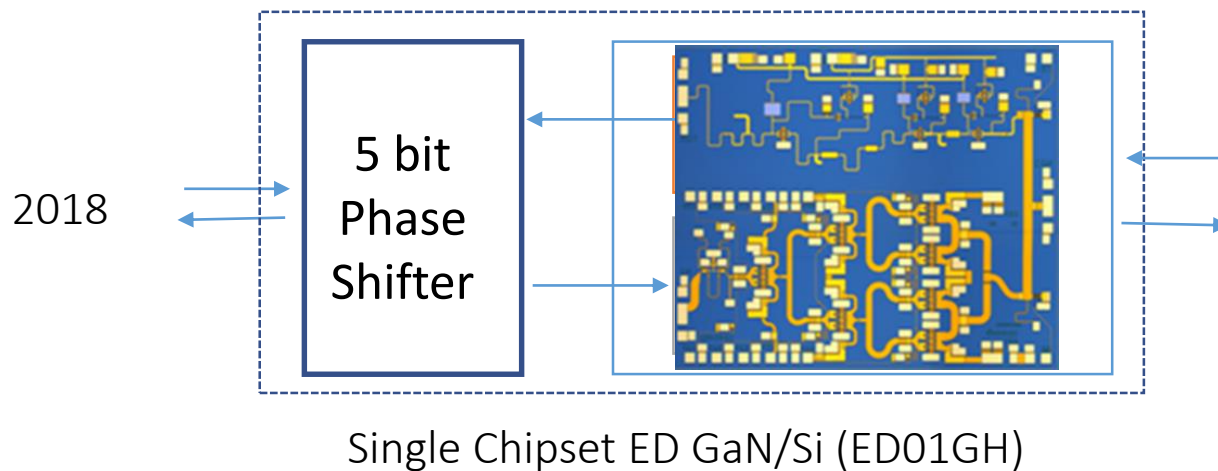 2018
5 bit
Phase
Shifter
Single Chipset ED GaN/Si (ED01GH)